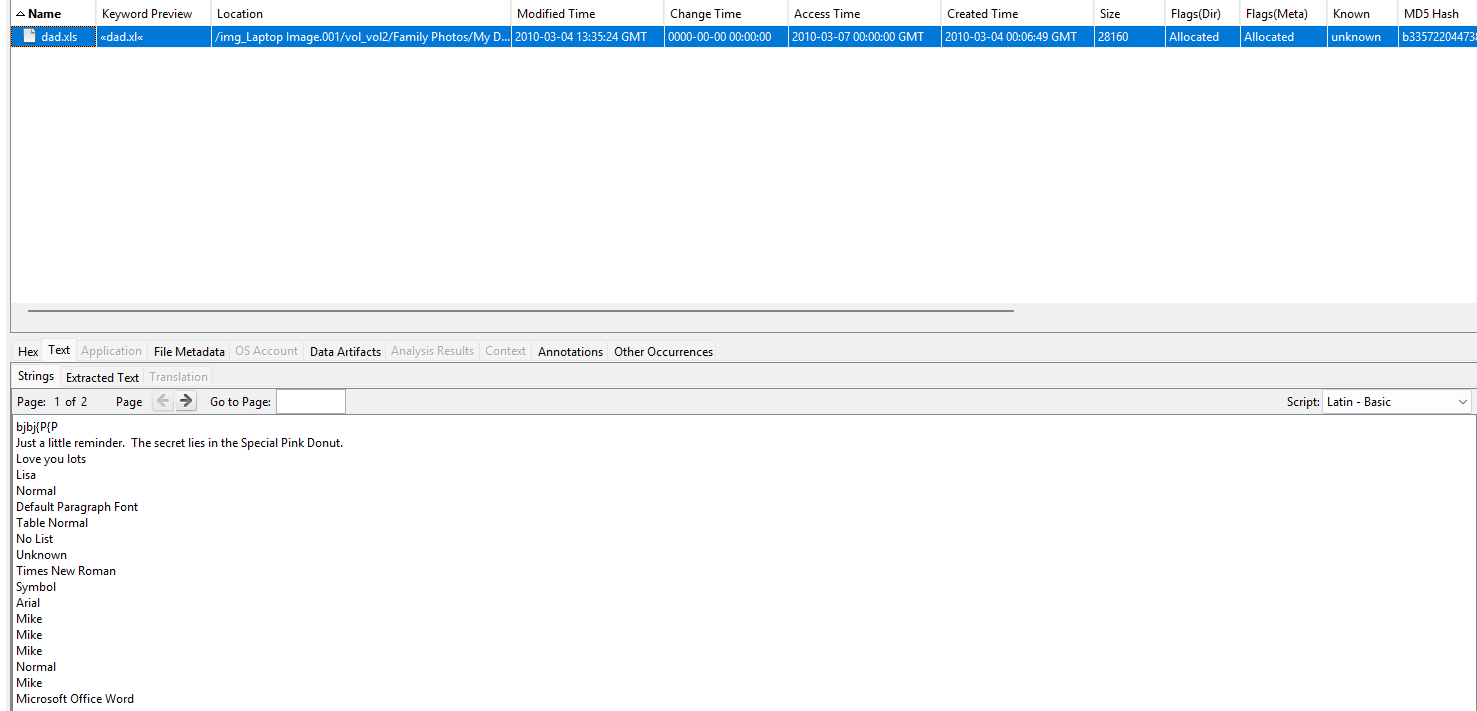 Name Keyword Preview Location Modified Time Change Time Access Time Created Time Size Flags(Dir) Flags(Meta) Known MD5 Hash
dad.xls «dad.xl« /img_Laptop Image.001/vol_vol2/Family Photos/My D... 2010-03-04 13:35:24 GMT 0000-00-00 00:00:00 2010-03-07 00:00:00 GMT 2010-03-04 00:06:49 GMT 28160 Allocated Allocated unknown b33572204473
Hex Text Application File Metadata OS Account Data Artifacts Analysis Results Context Annotations Other Occurrences
Strings Extracted Text Translation
Page: 1 of 2 Page Go to Page: Script: Latin - Basic
bjbj{P{P
Just a little reminder.  The secret lies in the Special Pink Donut.
Love you lots
Lisa
Normal
Default Paragraph Font
Table Normal
No List
Unknown
Times New Roman
Symbol
Arial
Mike
Mike
Mike
Normal
Mike
Microsoft Office Word